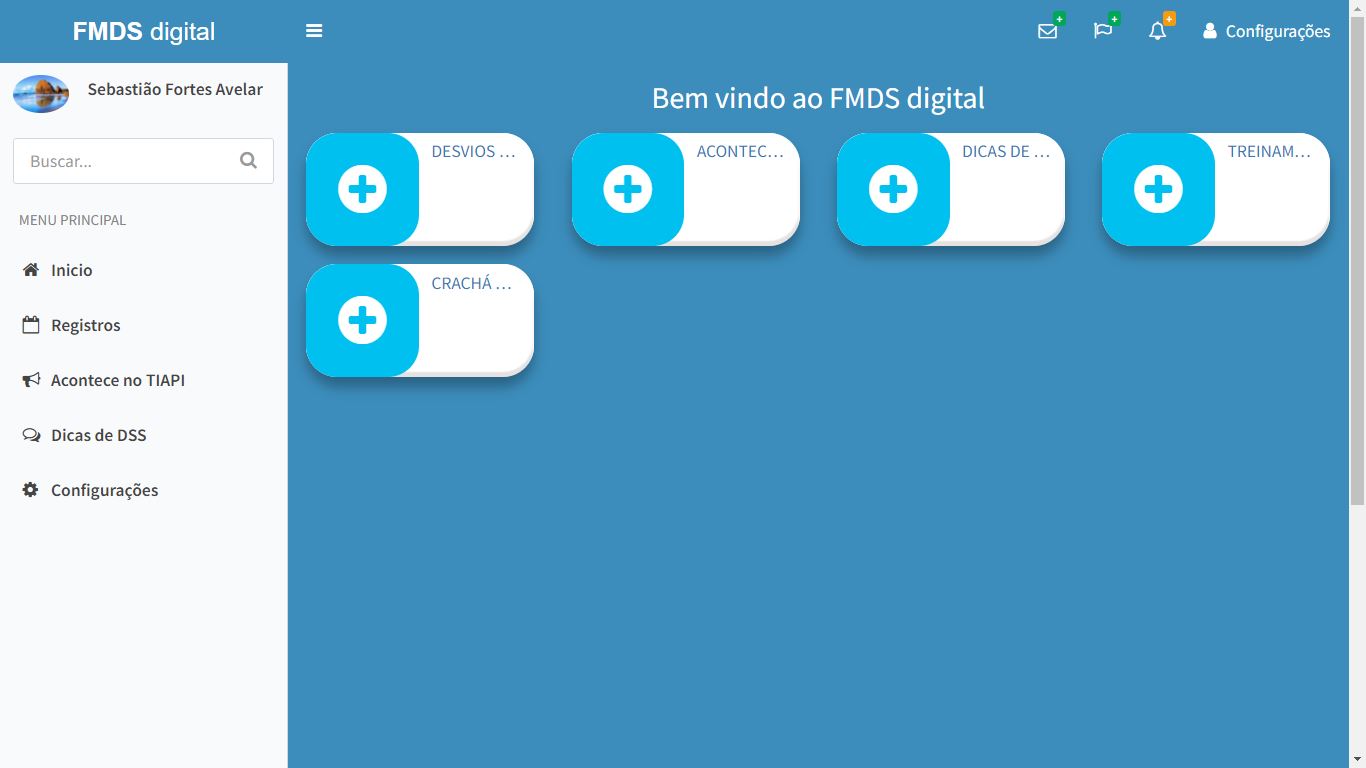 FMDS digital
Configurações
Sebastião Fortes Avelar
Buscar...
MENU PRINCIPAL
Inicio
Registros
Acontece no TIAPI
Dicas de DSS
Configurações
Bem vindo ao FMDS digital
DESVIOS ...
ACONTEC...
DICAS DE ...
TREINAM...
CRACHÁ ...